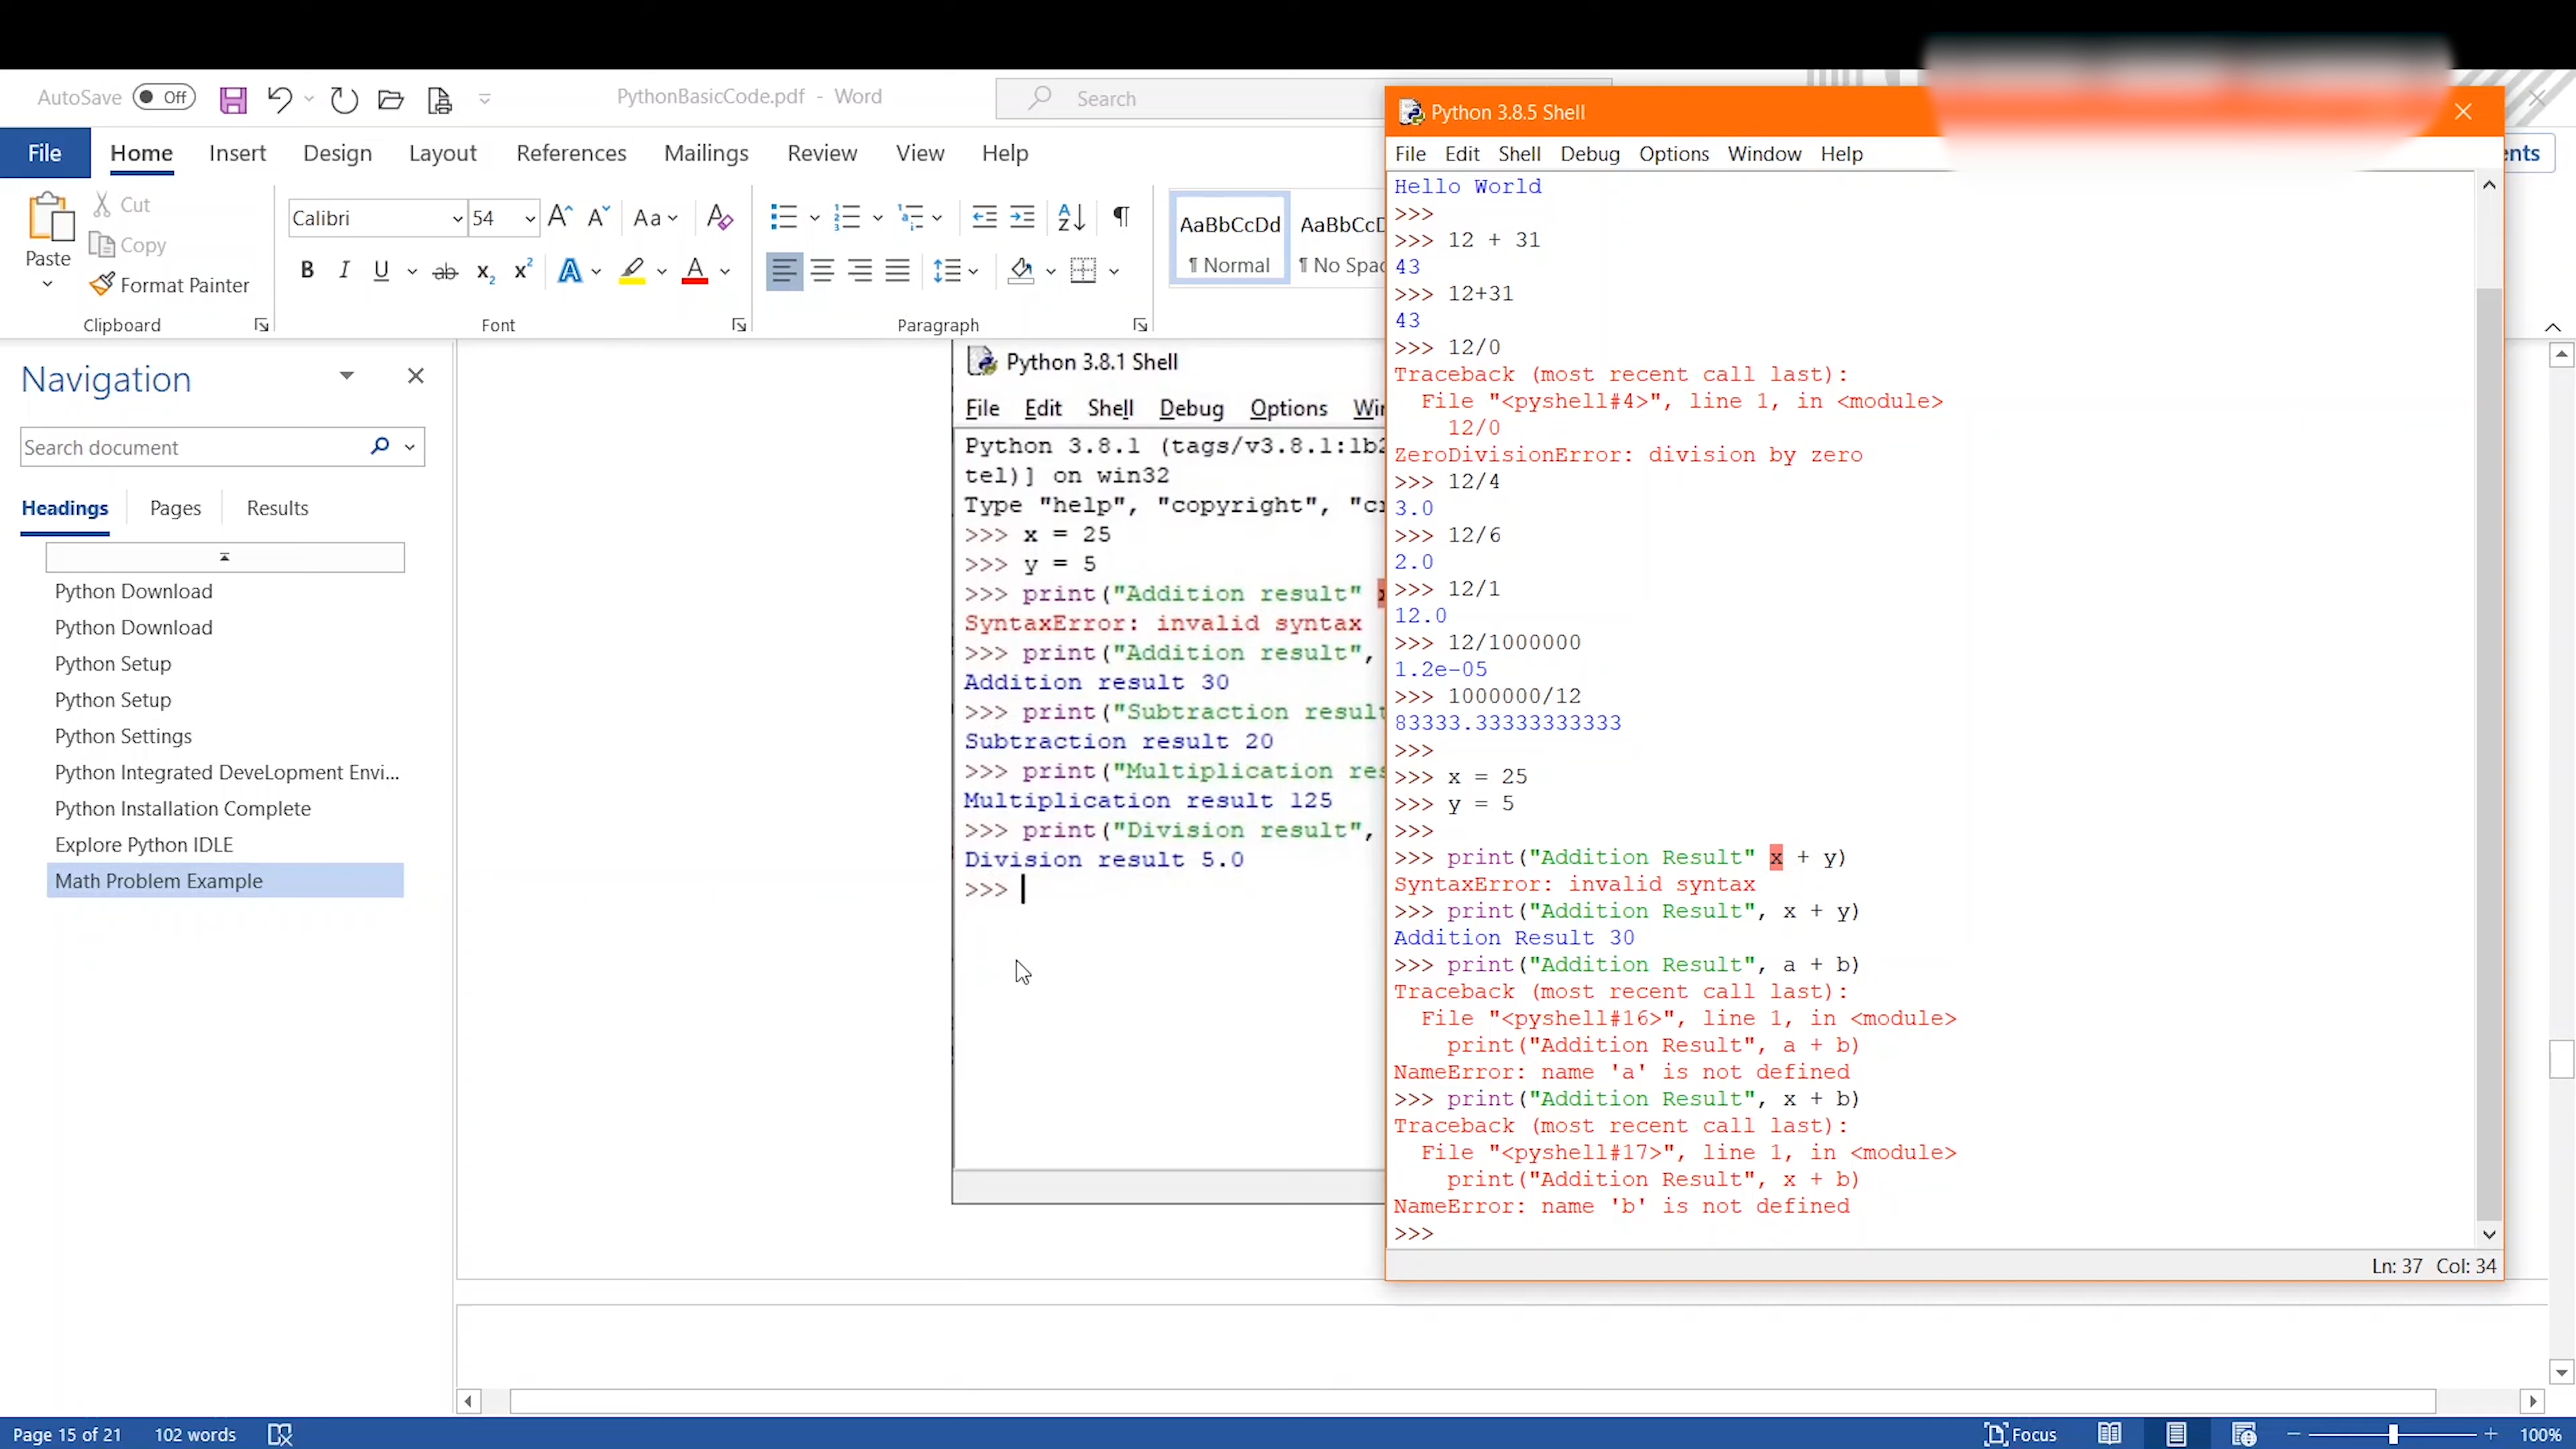 AutoSave Off
PythonBasicCode.pdf - Word
Search
File Home Insert Design Layout References Mailings Review View Help
Paste
Cut
Copy
Format Painter
Clipboard
Calibri 54
Font
Paragraph
AaBbCcDd
¶ Normal
¶ No Spac
Navigation
Search document
Headings Pages Results
Python Download
Python Download
Python Setup
Python Setup
Python Settings
Python Integrated DeveLopment Envi...
Python Installation Complete
Explore Python IDLE
Math Problem Example
Python 3.8.1 Shell
File Edit Shell Debug Options
Python 3.8.1 (tags/v3.8.1:1b2
tel)] on win32
Type "help", "copyright",
>>> x = 25
>>> y = 5
>>> print("Addition result"
SyntaxError: invalid syntax
>>> print("Addition result",
Addition result 30
>>> print("Subtraction result
Subtraction result 20
>>> print("Multiplication res
Multiplication result 125
>>> print("Division result",
Division result 5.0
>>>
Python 3.8.5 Shell
File Edit Shell Debug Options Window Help
Hello World
>>>
>>> 12 + 31
43
>>> 12+31
43
>>> 12/0
Traceback (most recent call last):
File "<pyshell#4>", line 1, in <module>
12/0
ZeroDivisionError: division by zero
>>> 12/4
3.0
>>> 12/6
2.0
>>> 12/1
12.0
>>> 12/1000000
1.2e-05
>>> 1000000/12
83333.33333333333
>>>
>>> x = 25
>>> y = 5
>>>
>>> print("Addition Result" x + y)
SyntaxError: invalid syntax
>>> print("Addition Result", x + y)
Addition Result 30
>>> print("Addition Result", a + b)
Traceback (most recent call last):
File "<pyshell#16>", line 1, in <module>
print("Addition Result", a + b)
NameError: name 'a' is not defined
>>> print("Addition Result", x + b)
Traceback (most recent call last):
File "<pyshell#17>", line 1, in <module>
print("Addition Result", x + b)
NameError: name 'b' is not defined
>>>
Ln: 37 Col: 34
Page 15 of 21 102 words
Focus
100%